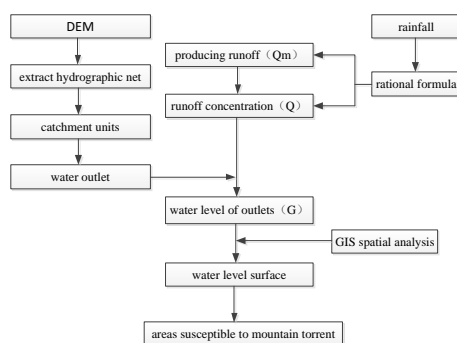 DEM
rainfall
producing runoff（Qm）
extract hydrographic net
rational formula
runoff concentration（Q）
catchment units
water outlet
water level of outlets（G）
GIS spatial analysis
water level surface
areas susceptible to mountain torrent